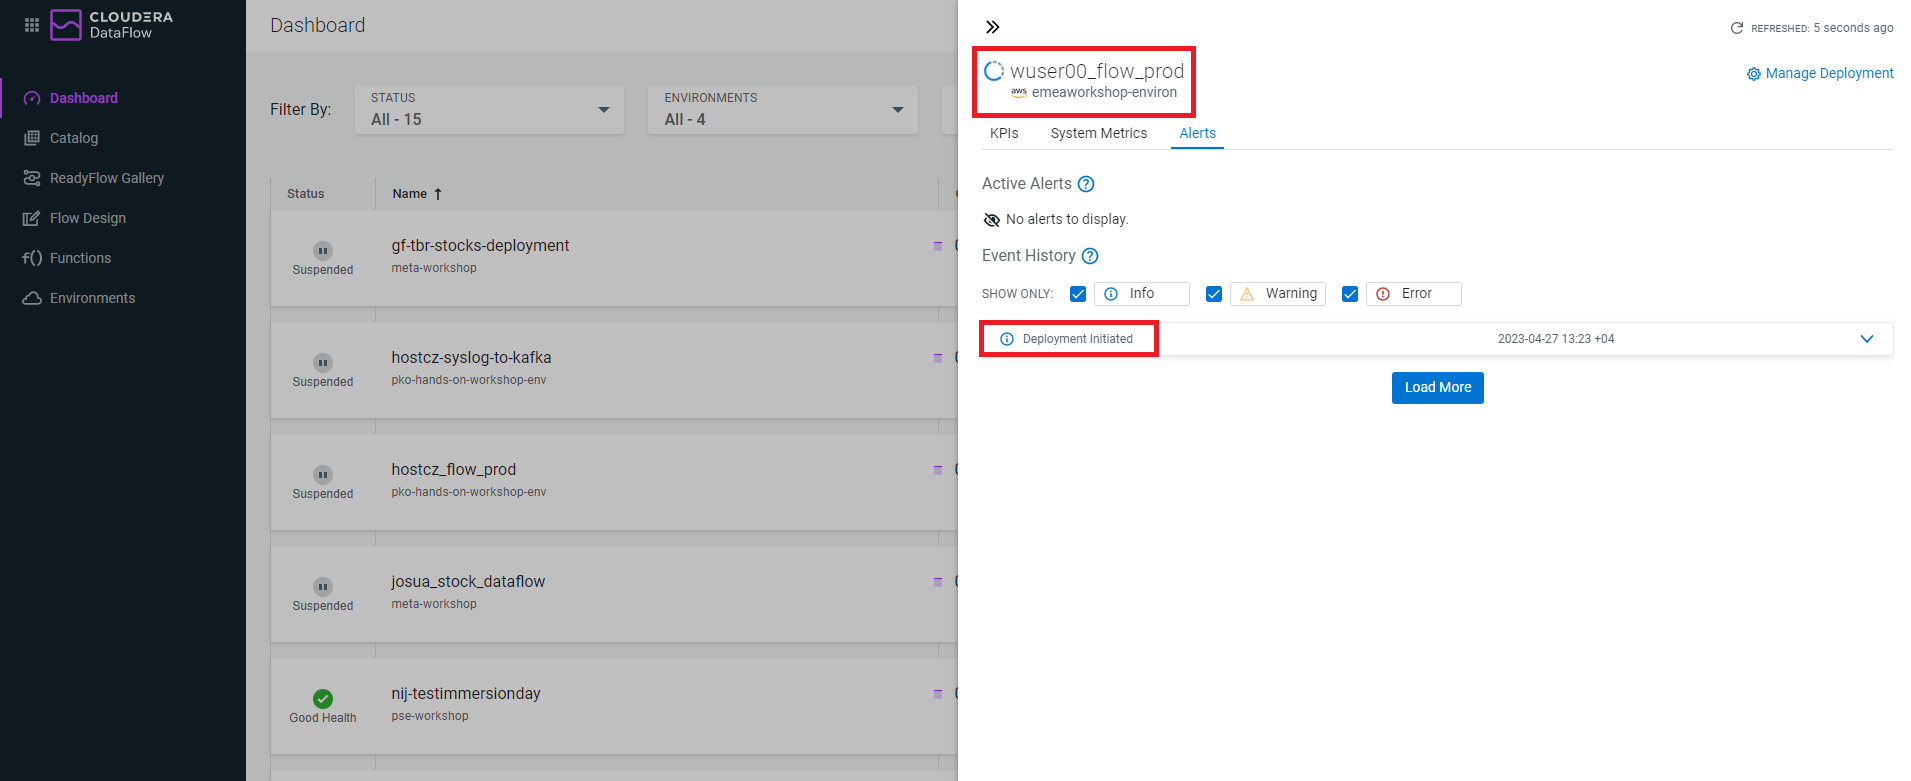 CLOUDERA
DataFlow
Dashboard
Catalog
ReadyFlow Gallery
Flow Design
f() Functions
Environments
Dashboard
Filter By:
STATUS
All - 15
ENVIRONMENTS
All - 4
Status
Name ↑
Suspended
gf-tbr-stocks-deployment
meta-workshop
Suspended
hostcz-syslog-to-kafka
pko-hands-on-workshop-env
Suspended
hostcz_flow_prod
pko-hands-on-workshop-env
Suspended
josua_stock_dataflow
meta-workshop
Good Health
nij-testimmersionday
pse-workshop
REFRESHED: 5 seconds ago
wuser00_flow_prod
aws emeaworkshop-environ
Manage Deployment
KPIs System Metrics Alerts
Active Alerts ?
No alerts to display.
Event History ?
SHOW ONLY: Info Warning Error
Deployment Initiated 2023-04-27 13:23 +04
Load More